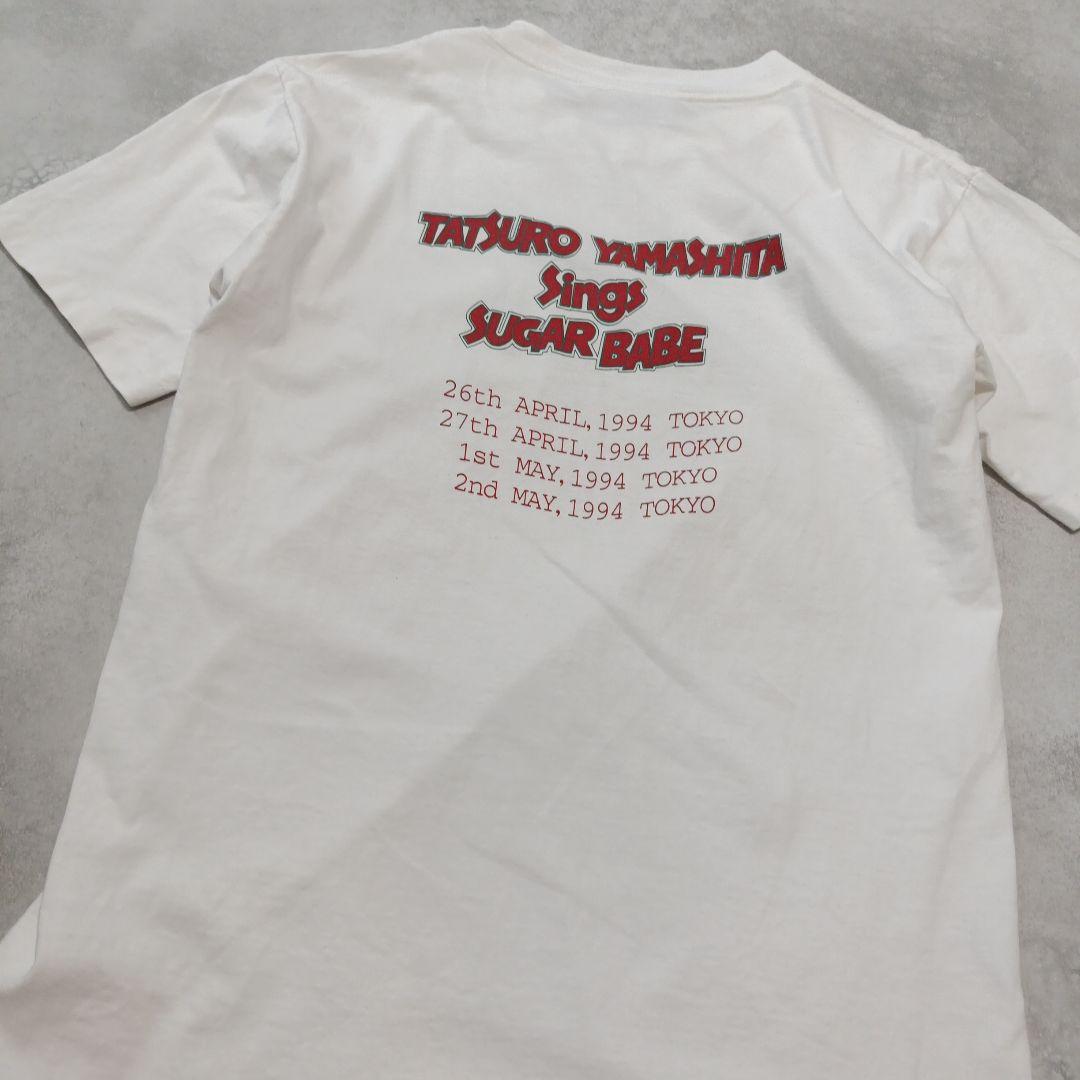 TATSURO YAMASHITA
Sings
SUGAR BABE
26th APRIL, 1994 TOKYO
27th APRIL, 1994 TOKYO
1st MAY, 1994 TOKYO
2nd MAY, 1994 TOKYO